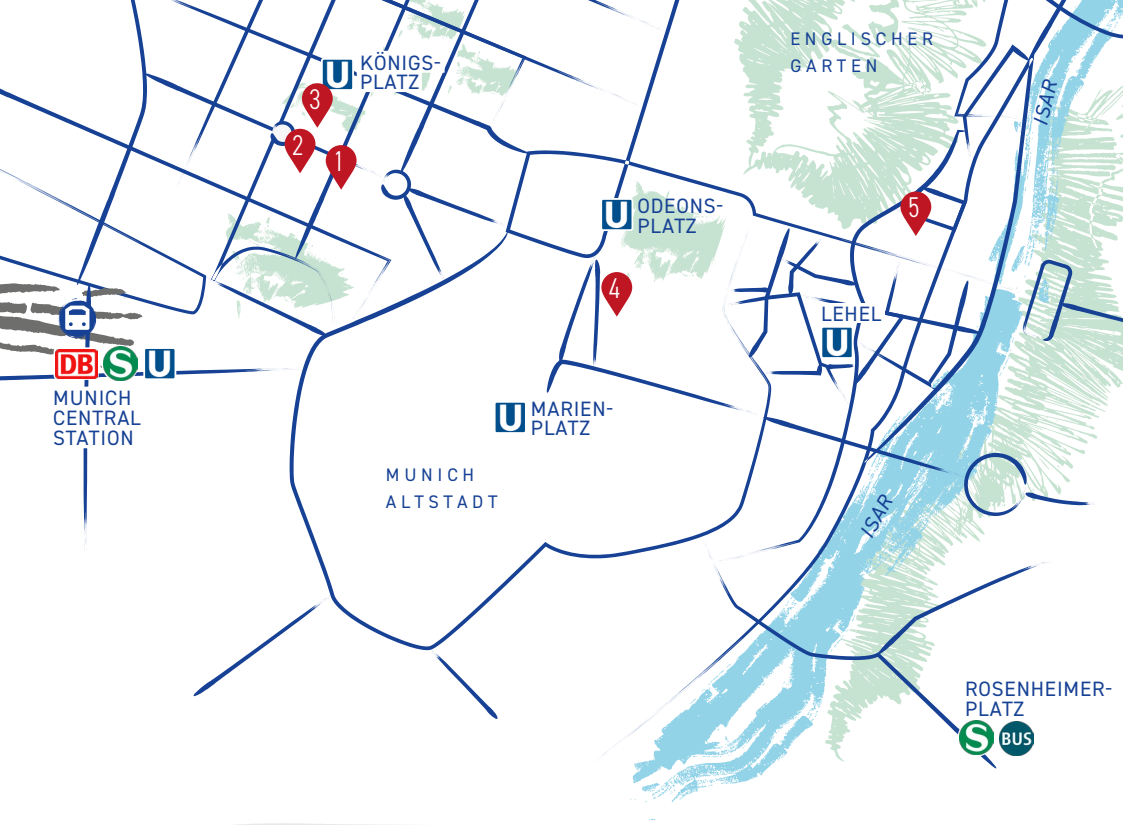 ENGLISCHER
GARTEN
KÖNIGS-
PLATZ
U
3
2
1
ISAR
U
ODEONS-
PLATZ
5
4
LEHEL
U
DB
S
U
MUNICH
CENTRAL
STATION
U
MARIEN-
PLATZ
MUNICH
ALTSTADT
ISAR
ROSENHEIMER-
PLATZ
S
BUS